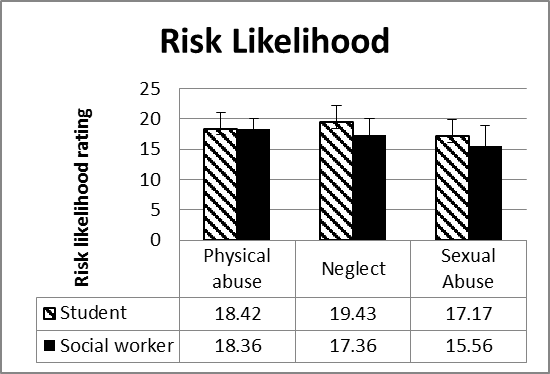 Risk Likelihood
Risk likelihood rating
25
20
15
10
5
0
Physical abuse Neglect Sexual Abuse
Student 18.42 19.43 17.17
Social worker 18.36 17.36 15.56